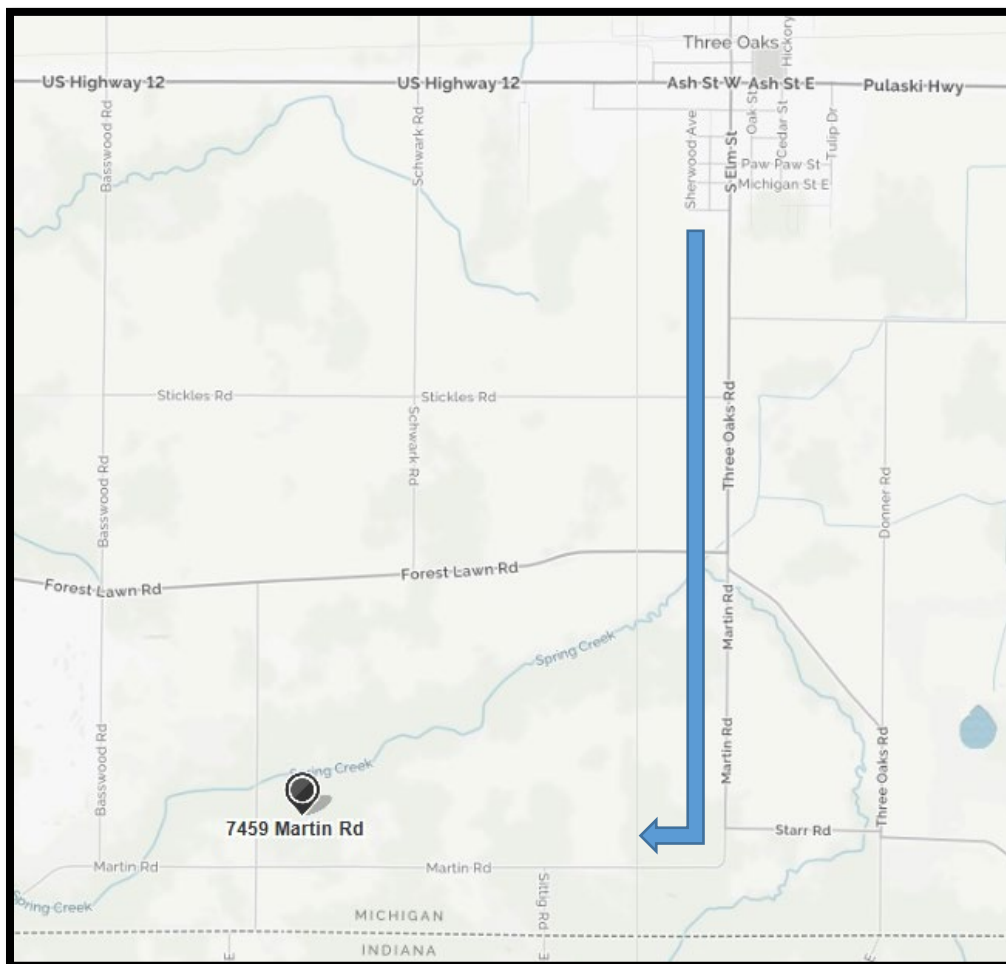 Three Oaks
Hickory
US Highway 12
US Highway 12
Ash St W
Ash St E
Pulaski Hwy
Basswood Rd
Schwark Rd
Sherwood Ave
S Elm St
Oak St
Cedar St
Tulip Dr
Paw Paw St
Michigan St E
Stickles Rd
Stickles Rd
Schwark Rd
Three Oaks Rd
Basswood Rd
Donner Rd
Forest Lawn Rd
Forest Lawn Rd
Martin Rd
Spring Creek
Basswood Rd
Martin Rd
Three Oaks Rd
Spring Creek
7459 Martin Rd
Starr Rd
Martin Rd
Martin Rd
Sittig Rd
Spring Creek
MICHIGAN
INDIANA
E
E
E